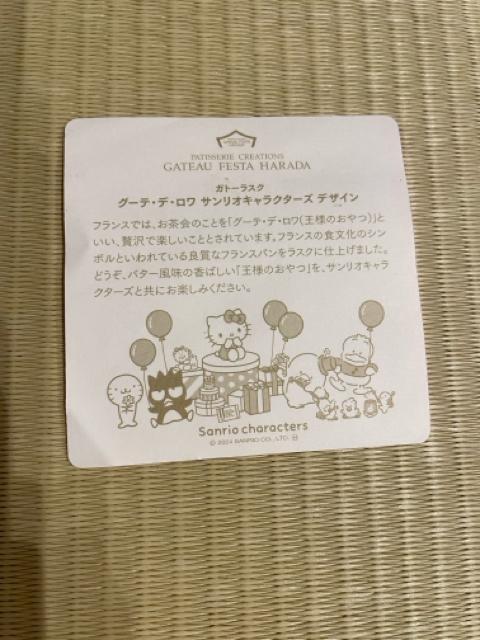 PATISSERIE CREATIONS
GATEAU FESTA HARADA
ガトーラスク
グーテ・デ・ロワ サンリオキャラクターズ デザイン
フランスでは、お茶会のことを「グーテ・デ・ロワ(王様のおやつ)」と
いい、贅沢で楽しいこととされています。フランスの食文化のシン
ボルといわれている良質なフランスパンをラスクに仕上げました。
どうぞ、バター風味の香ばしい「王様のおやつ」を、サンリオキャラ
クターズと共にお楽しみください。
Sanrio characters
© 2024 SANRIO CO., LTD.